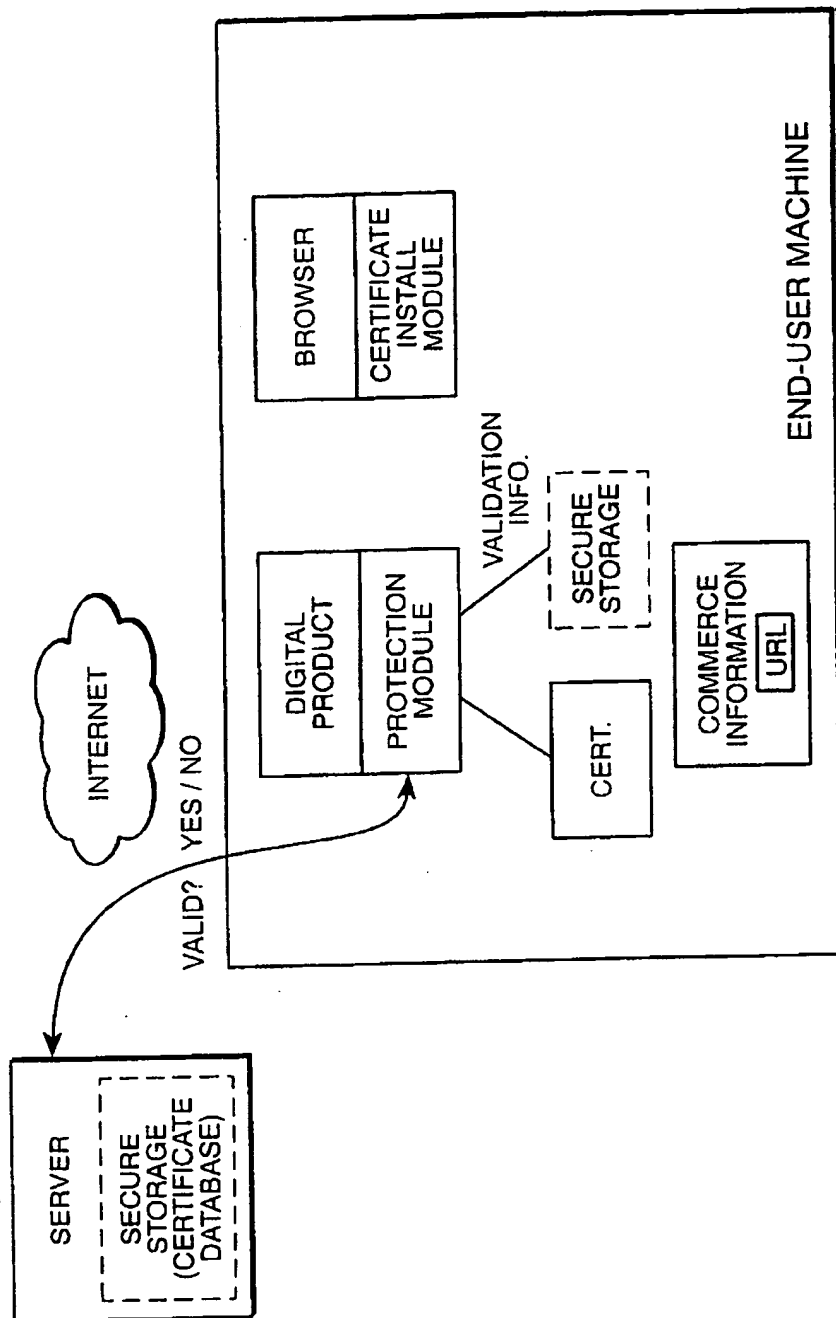 SERVER
SECURE
STORAGE
(CERTIFICATE
DATABASE)
INTERNET
VALID? YES / NO
DIGITAL
PRODUCT
PROTECTION
MODULE
BROWSER
CERTIFICATE
INSTALL
MODULE
VALIDATION
INFO.
CERT.
SECURE
STORAGE
COMMERCE
INFORMATION
URL
END-USER MACHINE